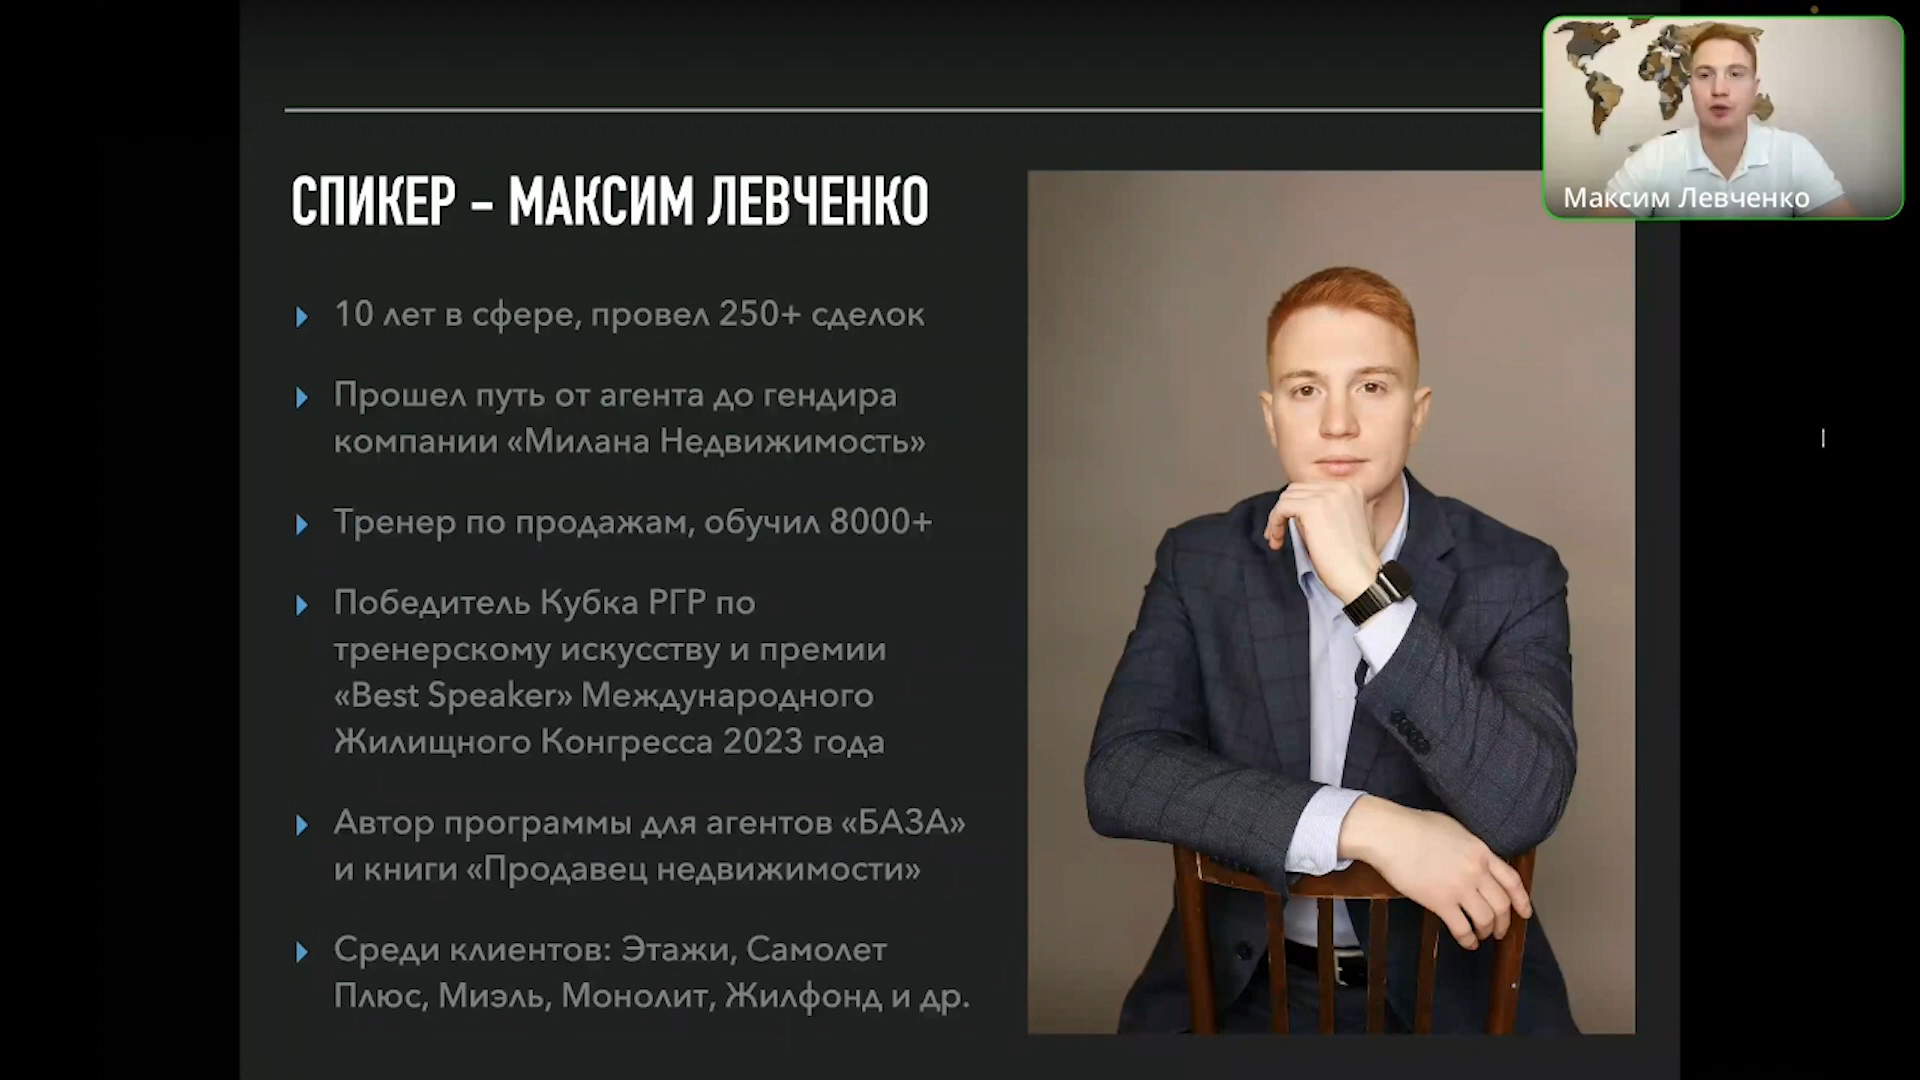 СПИКЕР – МАКСИМ ЛЕВЧЕНКО
10 лет в сфере, провел 250+ сделок
Прошел путь от агента до гендира
компании «Милана Недвижимость»
Тренер по продажам, обучил 8000+
Победитель Кубка РГР по
тренерскому искусству и премии
«Best Speaker» Международного
Жилищного Конгресса 2023 года
Автор программы для агентов «БАЗА»
и книги «Продавец недвижимости»
Среди клиентов: Этажи, Самолет
Плюс, Миэль, Монолит, Жилфонд и др.
Максим Левченко